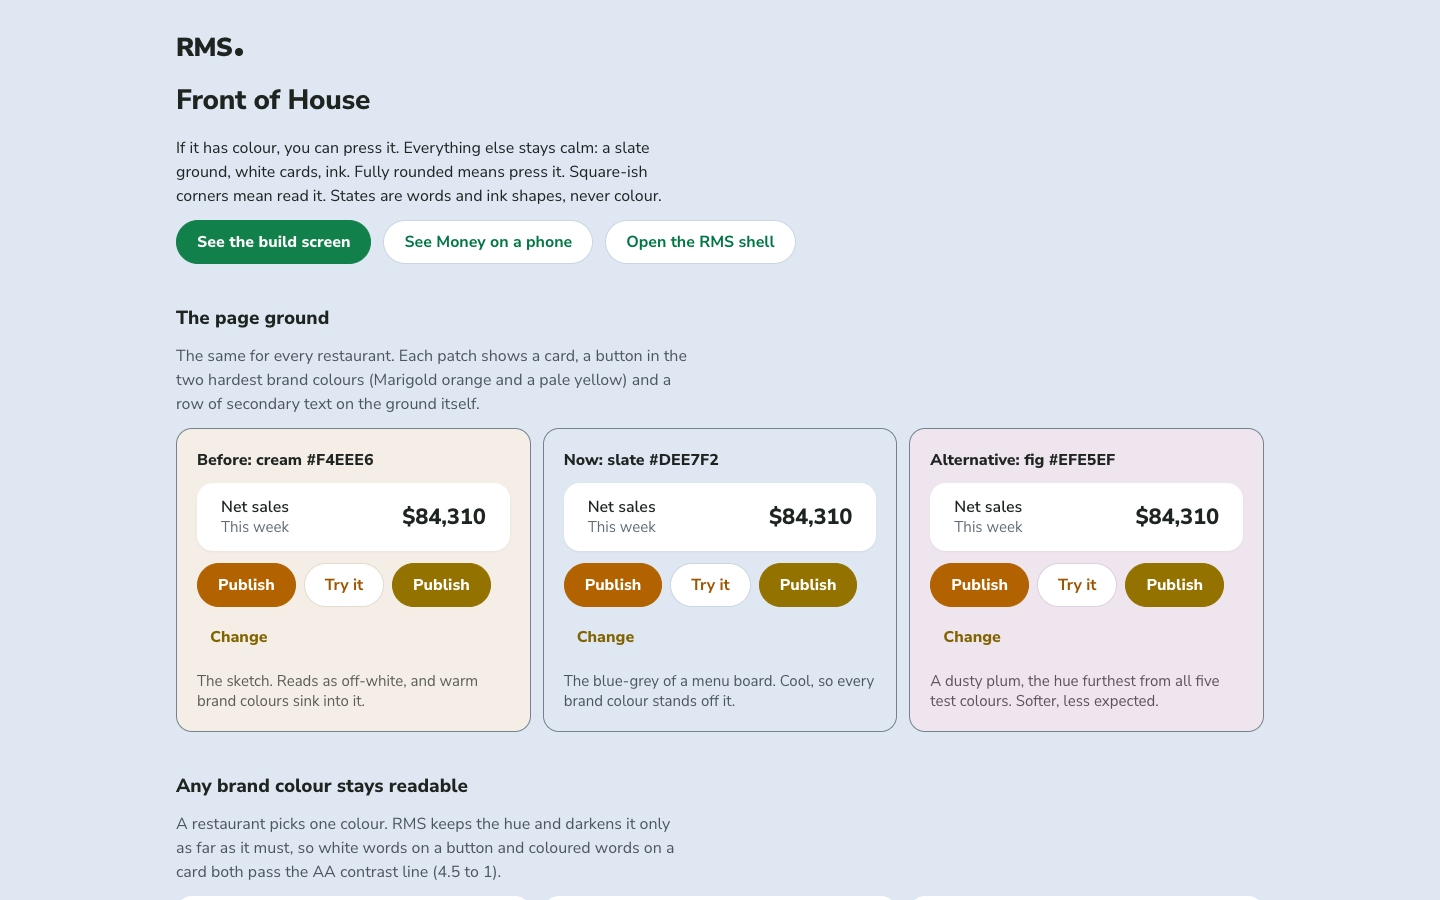 RMS.
Front of House
If it has colour, you can press it. Everything else stays calm: a slate
ground, white cards, ink. Fully rounded means press it. Square-ish
corners mean read it. States are words and ink shapes, never colour.
See the build screen
See Money on a phone
Open the RMS shell
The page ground
The same for every restaurant. Each patch shows a card, a button in the
two hardest brand colours (Marigold orange and a pale yellow) and a
row of secondary text on the ground itself.
Before: cream #F4EEE6
Net sales
This week
$84,310
Publish
Try it
Publish
Change
The sketch. Reads as off-white, and warm
brand colours sink into it.
Now: slate #DEE7F2
Net sales
This week
$84,310
Publish
Try it
Publish
Change
The blue-grey of a menu board. Cool, so every
brand colour stands off it.
Alternative: fig #EFE5EF
Net sales
This week
$84,310
Publish
Try it
Publish
Change
A dusty plum, the hue furthest from all five
test colours. Softer, less expected.
Any brand colour stays readable
A restaurant picks one colour. RMS keeps the hue and darkens it only
as far as it must, so white words on a button and coloured words on a
card both pass the AA contrast line (4.5 to 1).